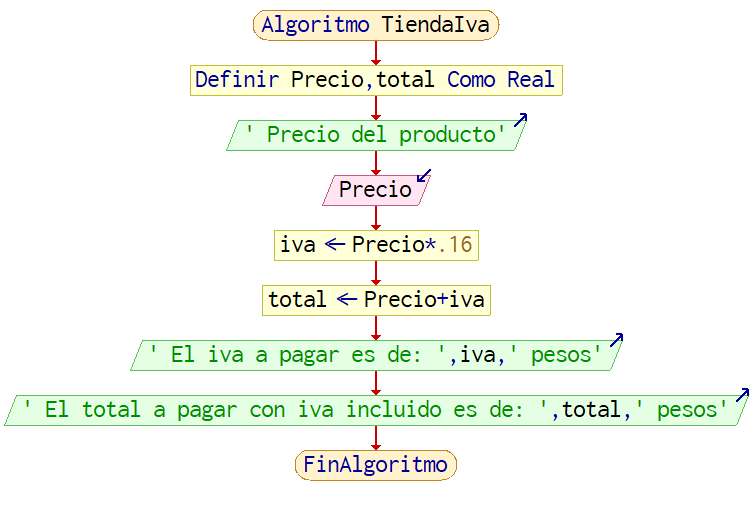 Algoritmo TiendaIva
Definir Precio,total Como Real
' Precio del producto'
Precio
iva ← Precio*.16
total ← Precio+iva
' El iva a pagar es de: ',iva,' pesos'
' El total a pagar con iva incluido es de: ',total,' pesos'
FinAlgoritmo